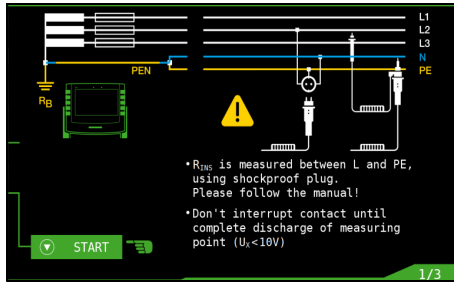 L1
L2
L3
N
PE
PEN
RB
• RINS is measured between L and PE,
using shockproof plug.
Please follow the manual!
• Don't interrupt contact until
complete discharge of measuring
point (UX<10V)
START
1/3